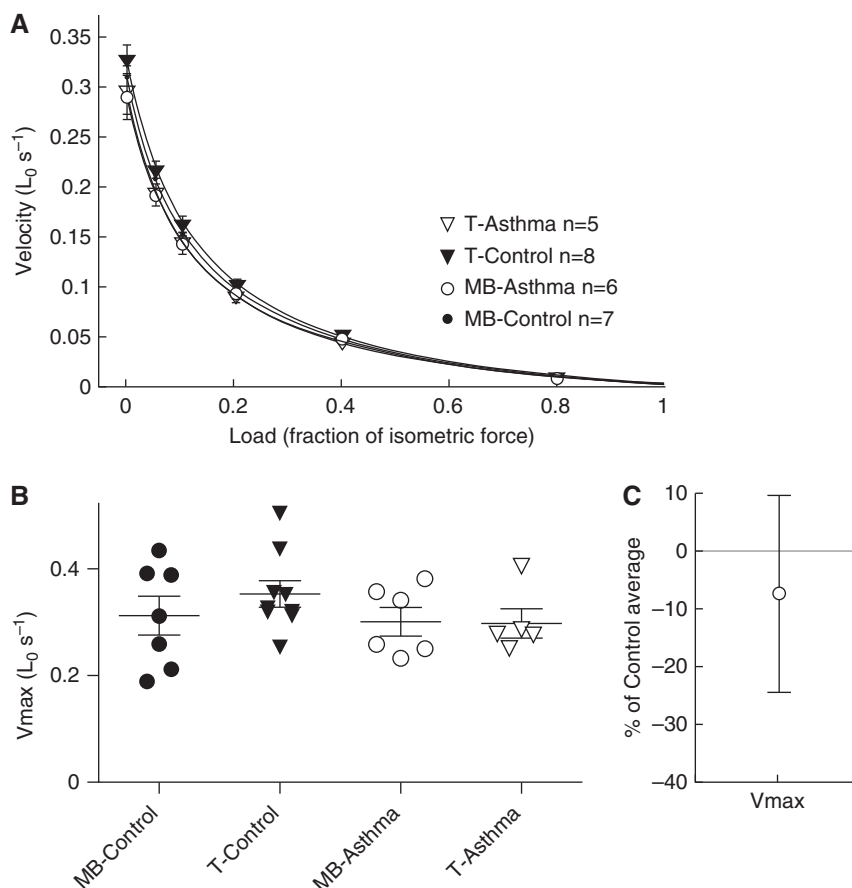 A
0.35
0.3
0.25
0.2
0.15
0.1
0.05
0
Velocity (L₀ s⁻¹)
T-Asthma n=5
T-Control n=8
MB-Asthma n=6
MB-Control n=7
0 0.2 0.4 0.6 0.8 1
Load (fraction of isometric force)
B
0.4
0.2
0
Vmax (L₀ s⁻¹)
MB-Control
T-Control
MB-Asthma
T-Asthma
C
10
0
–10
–20
–30
–40
% of Control average
Vmax